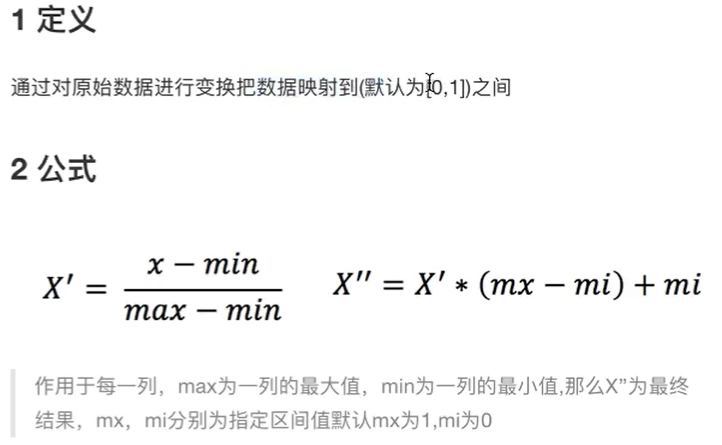 1 定义
通过对原始数据进行变换把数据映射到(默认为[0,1])之间
2 公式
X′ = (x − min) / (max − min)    X′′ = X′ ∗ (mx − mi) + mi
作用于每一列，max为一列的最大值，min为一列的最小值,那么X”为最终
结果，mx，mi分别为指定区间值默认mx为1,mi为0